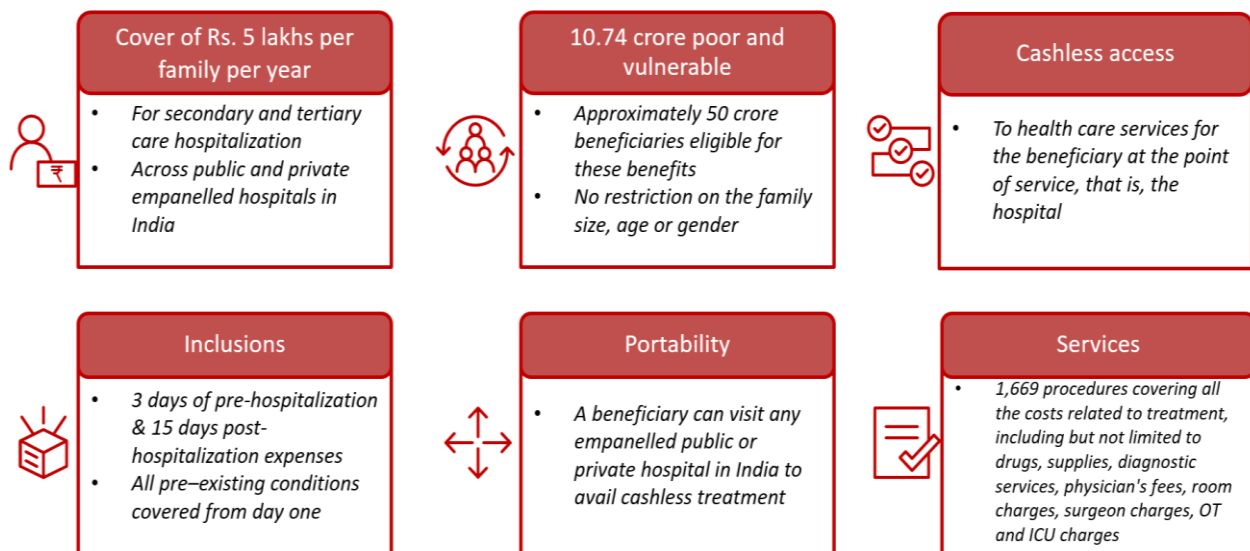 Cover of Rs. 5 lakhs per
family per year
• For secondary and tertiary
care hospitalization
• Across public and private
empanelled hospitals in
India
₹
10.74 crore poor and
vulnerable
• Approximately 50 crore
beneficiaries eligible for
these benefits
• No restriction on the family
size, age or gender
Cashless access
• To health care services for
the beneficiary at the point
of service, that is, the
hospital
Inclusions
• 3 days of pre-hospitalization
& 15 days post-
hospitalization expenses
• All pre–existing conditions
covered from day one
Portability
• A beneficiary can visit any
empanelled public or
private hospital in India to
avail cashless treatment
Services
• 1,669 procedures covering all
the costs related to treatment,
including but not limited to
drugs, supplies, diagnostic
services, physician's fees, room
charges, surgeon charges, OT
and ICU charges